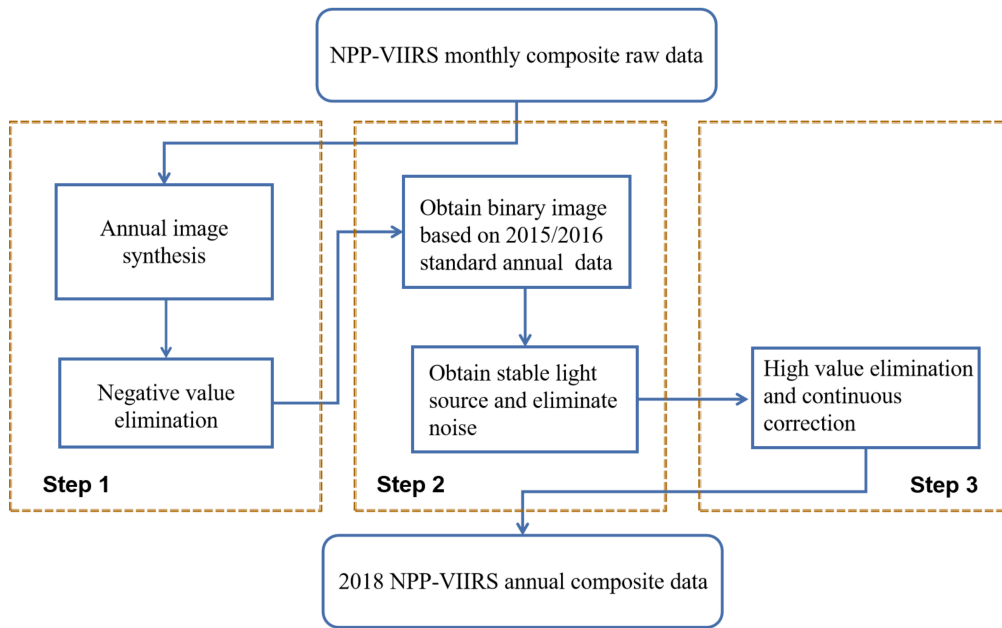 NPP-VIIRS monthly composite raw data
Annual image
synthesis
Negative value
elimination
Step 1
Obtain binary image
based on 2015/2016
standard annual data
Obtain stable light
source and eliminate
noise
Step 2
High value elimination
and continuous
correction
Step 3
2018 NPP-VIIRS annual composite data